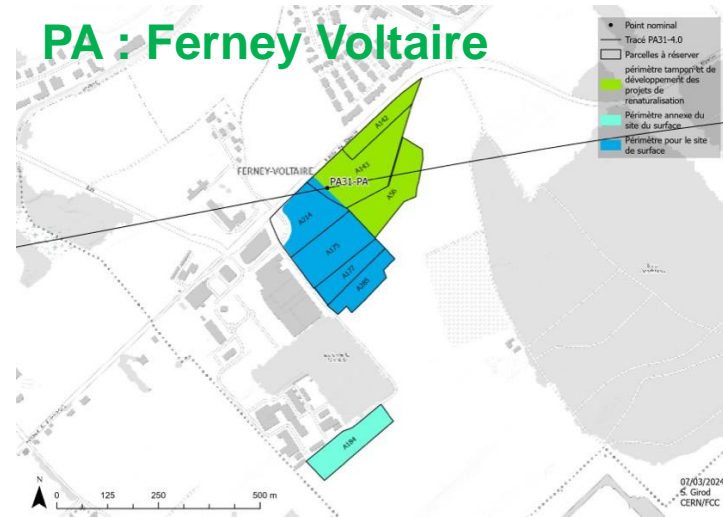 PA : Ferney Voltaire
Point nominal
Tracé PA31-4.0
Parcelles à réserver
périmètre tampon et de
développement des
projets de
renaturalisation
Périmètre annexe du
site du surface
Périmètre pour le site
de surface
A142
A143
FERNEY-VOLTAIRE
PA31-PA
A56
A214
A175
A177
A280
A184
N
0 125 250 500 m
07/03/2024
S. Girod
CERN/FCC